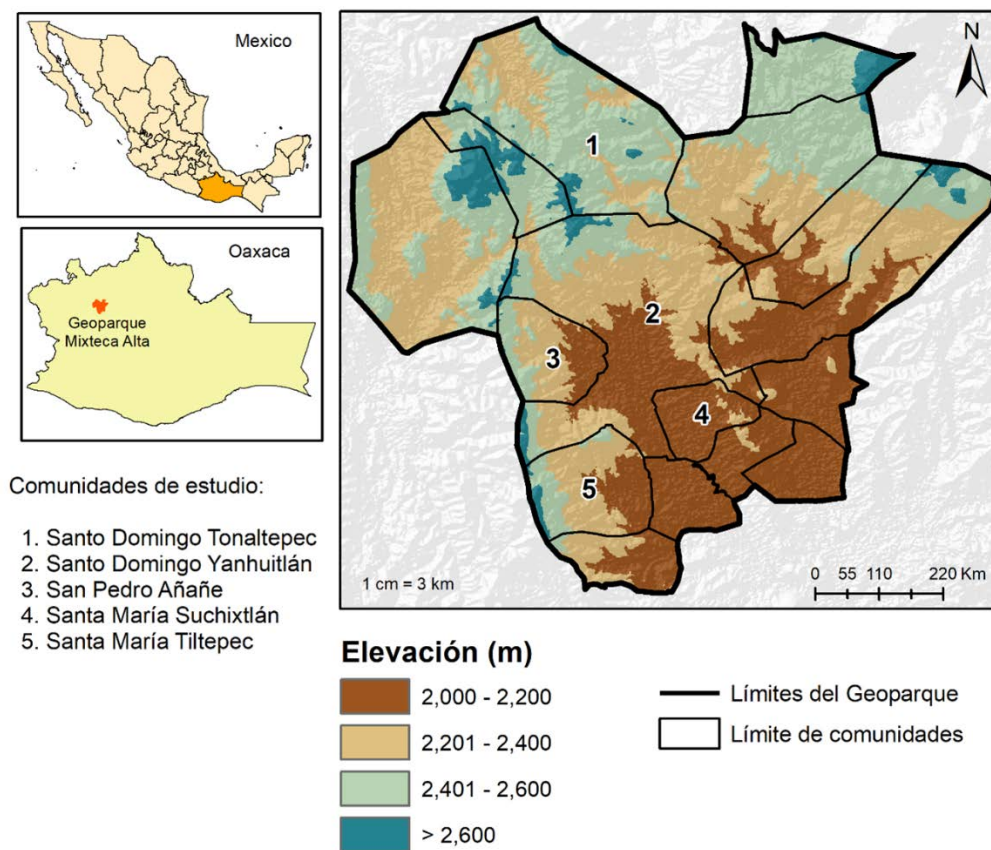 Mexico
Oaxaca
Geoparque
Mixteca Alta
Comunidades de estudio:
1. Santo Domingo Tonaltepec
2. Santo Domingo Yanhuitlán
3. San Pedro Añañe
4. Santa María Suchixtlán
5. Santa María Tiltepec
N
1
2
3
4
5
1 cm = 3 km
0 55 110 220 Km
Elevación (m)
2,000 - 2,200
2,201 - 2,400
2,401 - 2,600
> 2,600
Límites del Geoparque
Límite de comunidades